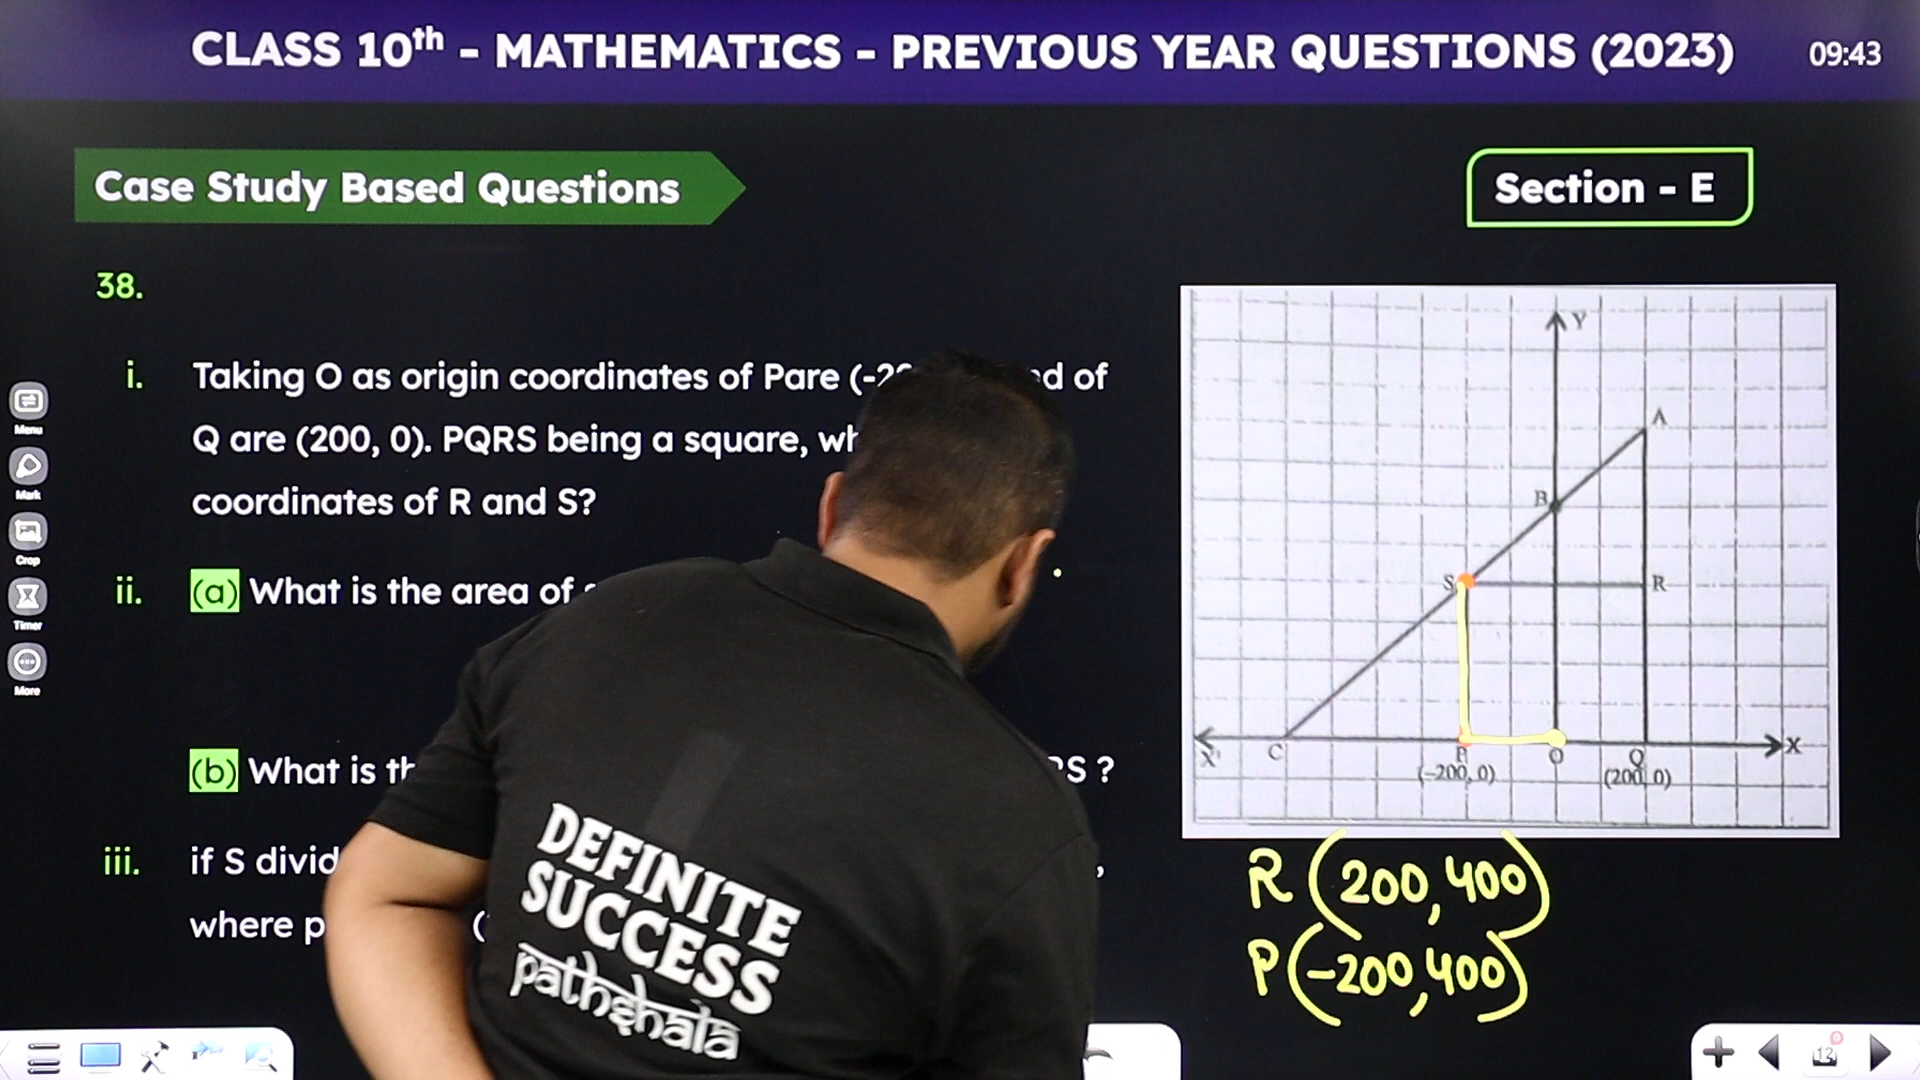 CLASS 10th - MATHEMATICS - PREVIOUS YEAR QUESTIONS (2023)
09:43
Case Study Based Questions
Section - E
38.
i. Taking O as origin coordinates of Pare (-2 d of
Q are (200, 0). PQRS being a square, wh
coordinates of R and S?
ii. (a) What is the area of
(b) What is th S ?
iii. if S divid ,
where p (
Menu
Mark
Crop
Timer
More
Y
A
B
S
R
X'
C
P
O
Q
X
(-200, 0)
(200, 0)
R (200, 400)
P (-200, 400)
DEFINITE
SUCCESS
pathshala
12